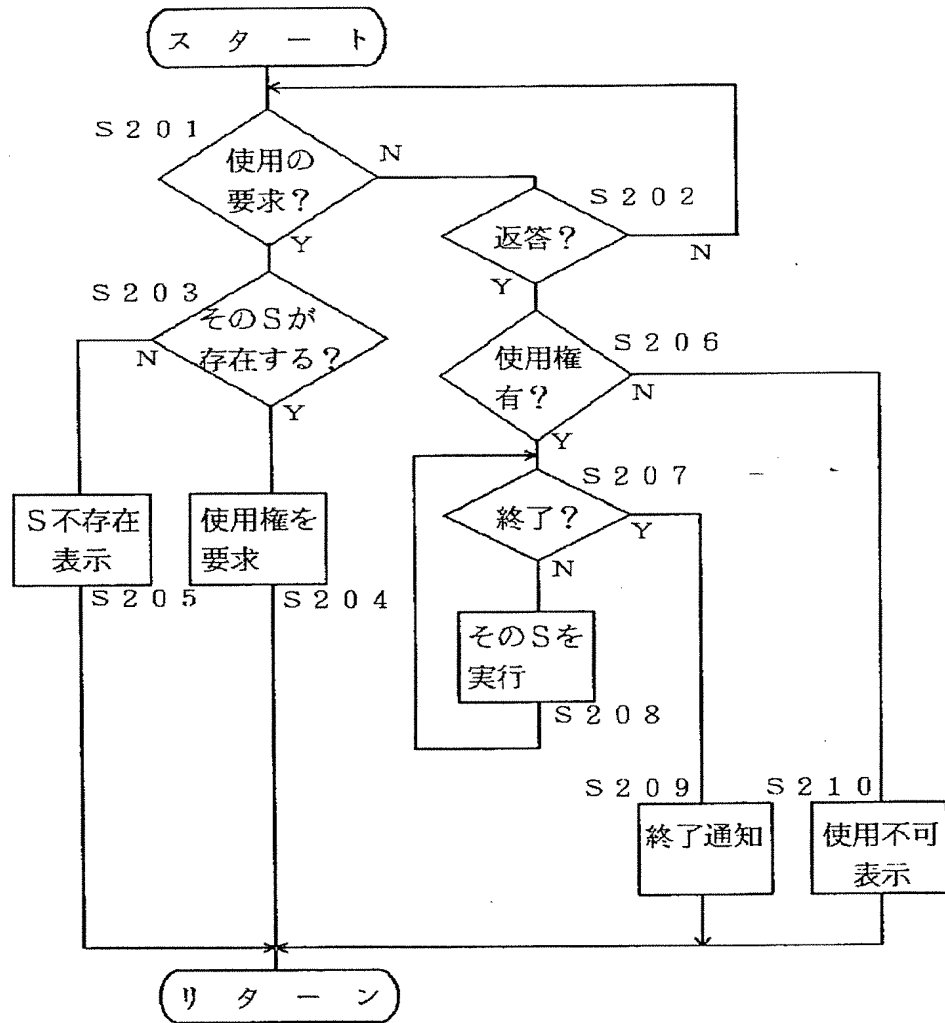 スタート
S201
使用の
要求？
N
Y
S202
返答？
N
Y
S203
そのSが
存在する？
N
Y
S206
使用権
有？
N
Y
S207
終了？
Y
N
S不存在
表示
S205
使用権を
要求
S204
そのSを
実行
S208
S209
終了通知
S210
使用不可
表示
リターン